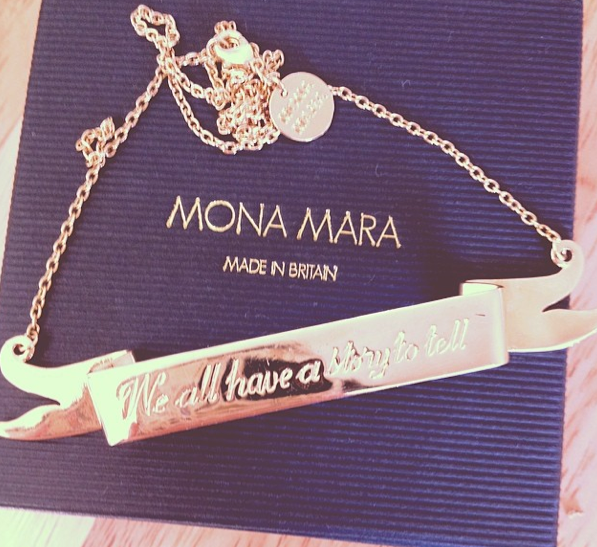 MONA MARA
MADE IN BRITAIN
We all have a story to tell